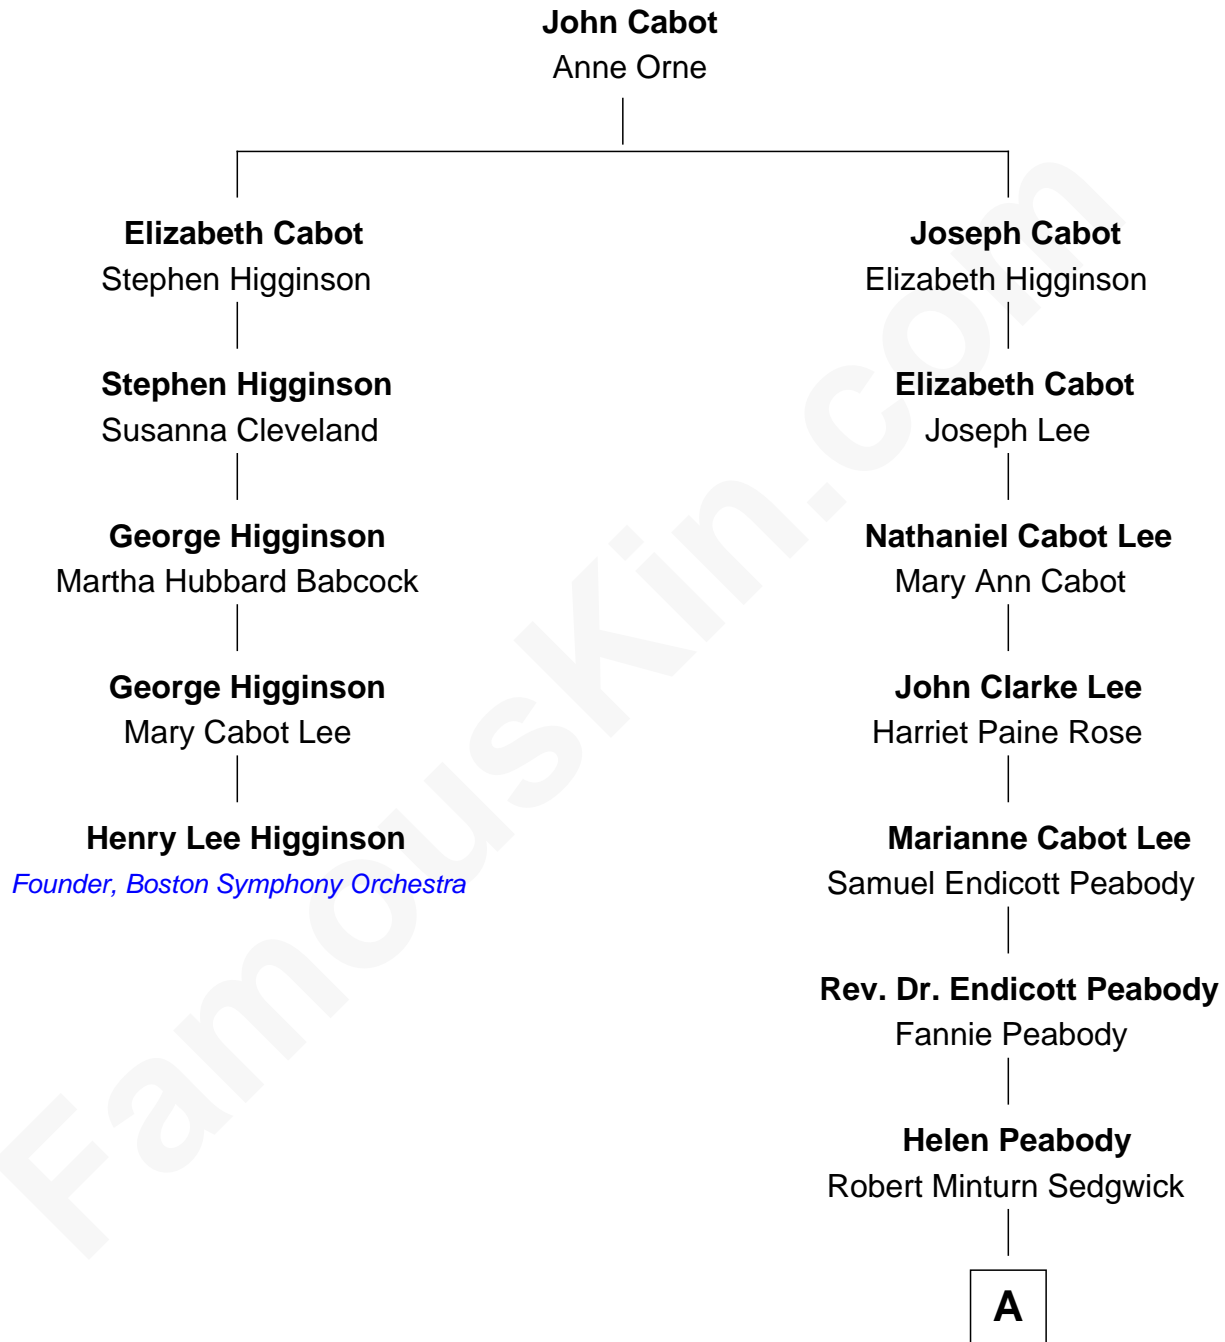 John Cabot
Anne Orne
Elizabeth Cabot
Stephen Higginson
Joseph Cabot
Elizabeth Higginson
Stephen Higginson
Susanna Cleveland
Elizabeth Cabot
Joseph Lee
George Higginson
Martha Hubbard Babcock
Nathaniel Cabot Lee
Mary Ann Cabot
George Higginson
Mary Cabot Lee
John Clarke Lee
Harriet Paine Rose
Henry Lee Higginson
Founder, Boston Symphony Orchestra
Marianne Cabot Lee
Samuel Endicott Peabody
Rev. Dr. Endicott Peabody
Fannie Peabody
Helen Peabody
Robert Minturn Sedgwick
A
FamousKin.com